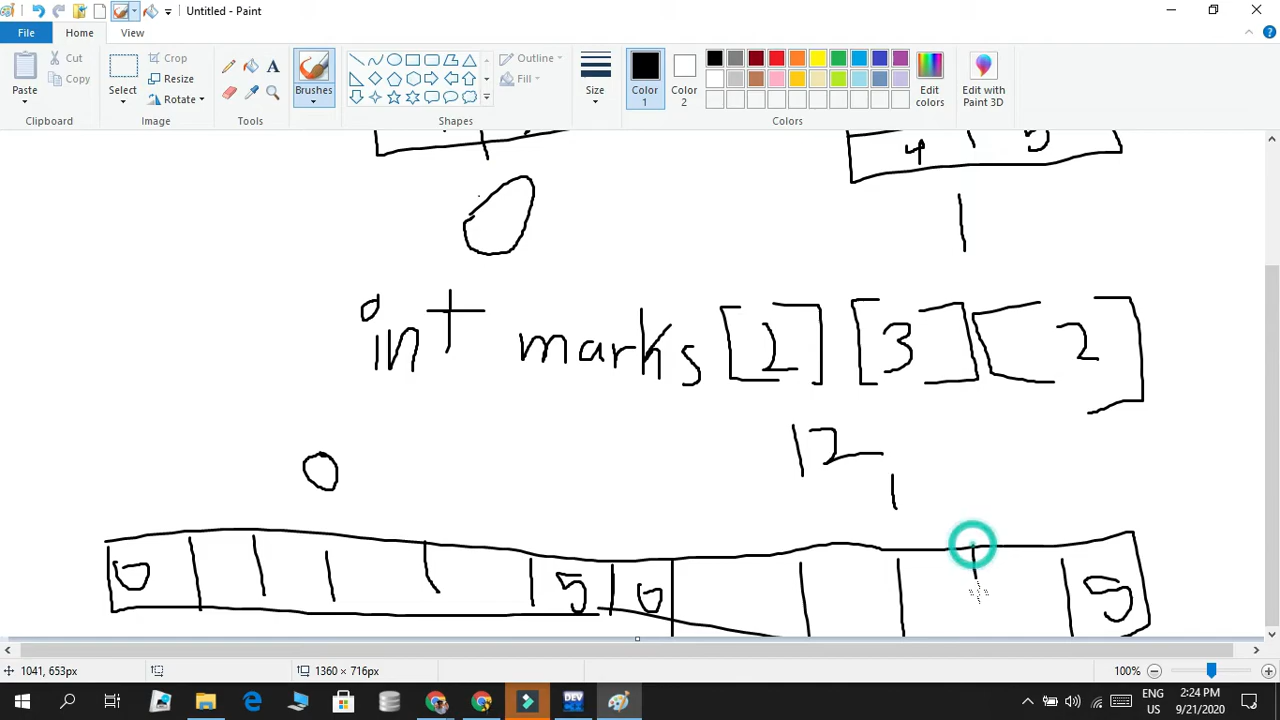 Untitled - Paint
File Home View
Paste
Cut
Copy
Clipboard
Select
Crop
Resize
Rotate
Image
A
Tools
Brushes
Outline
Fill
Shapes
Size
Color 1
Color 2
Edit colors
Colors
Edit with Paint 3D
4 5
0 1
int marks [2] [3] [2]
12
0 1
0 5 0 5
1041, 653px
1360 × 716px
100%
DEV
ENG
US
2:24 PM
9/21/2020